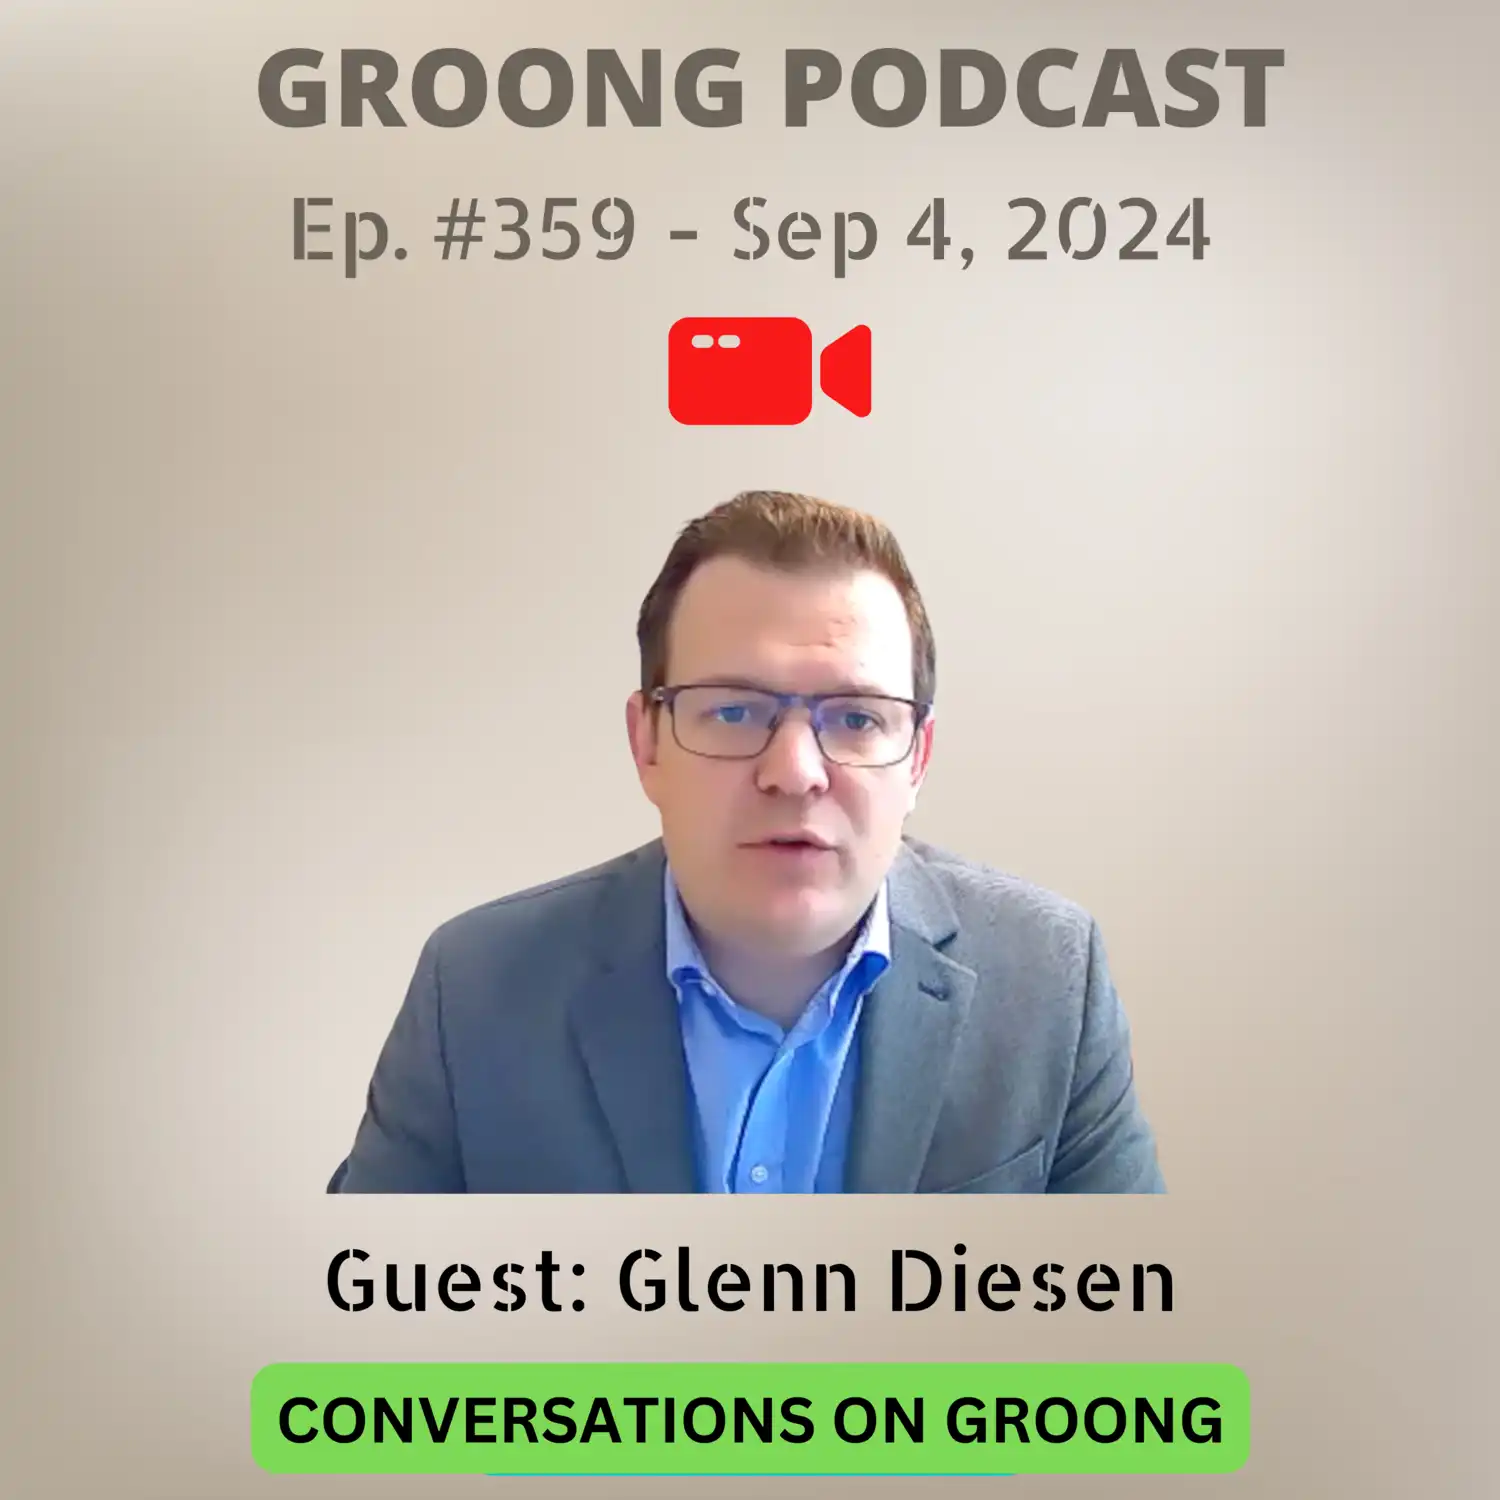 GROONG PODCAST
Ep. #359 - Sep 4, 2024
Guest: Glenn Diesen
CONVERSATIONS ON GROONG